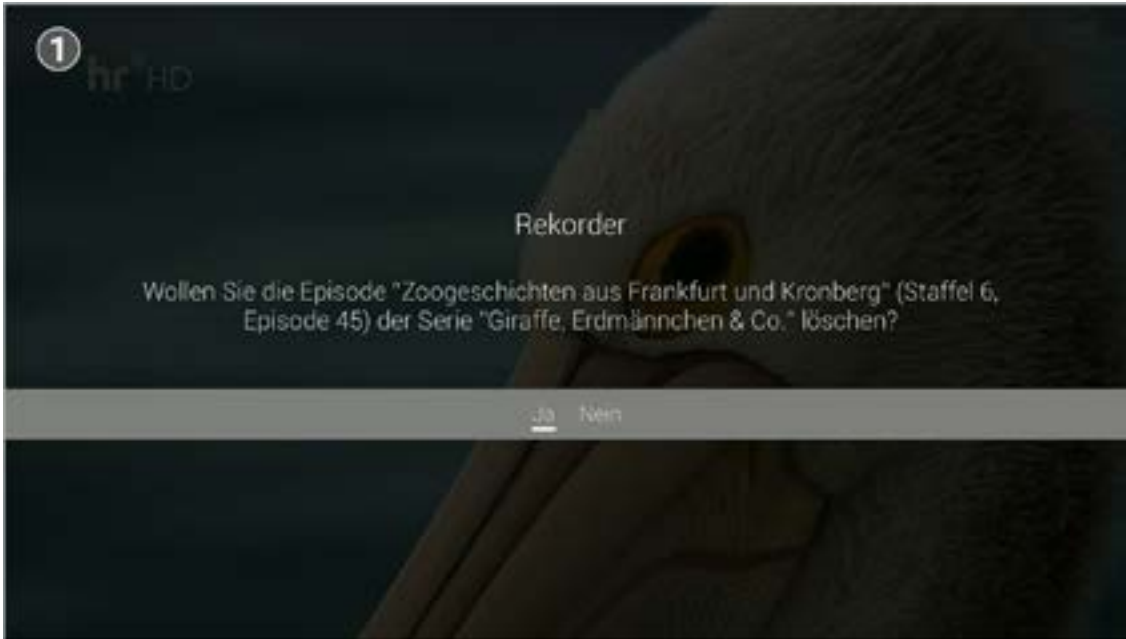 1
hr HD
Rekorder
Wollen Sie die Episode "Zoogeschichten aus Frankfurt und Kronberg" (Staffel 6,
Episode 45) der Serie "Giraffe, Erdmännchen & Co." löschen?
Ja Nein